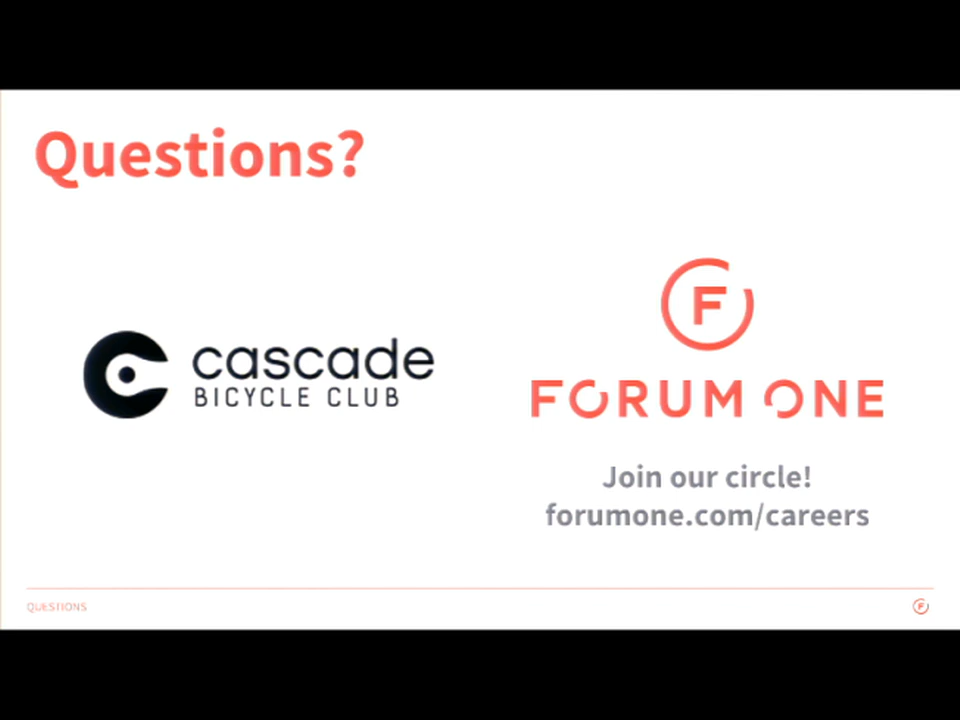 Questions?
cascade
BICYCLE CLUB
F
FORUM ONE
Join our circle!
forumone.com/careers
QUESTIONS
F